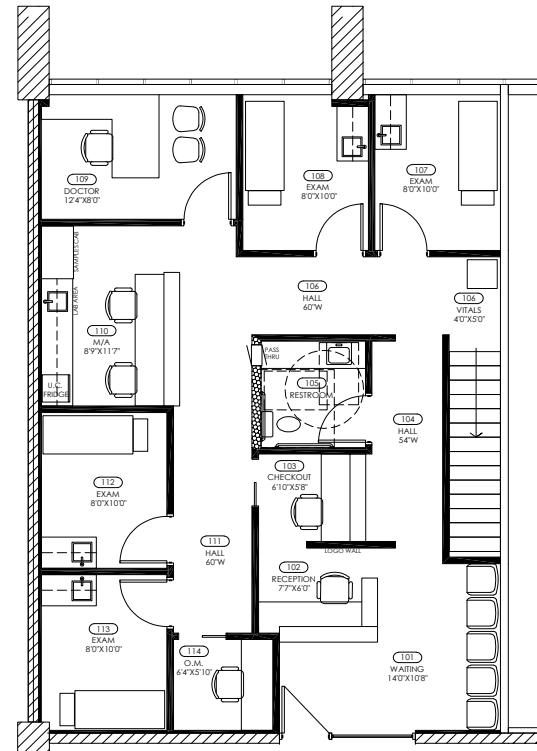 109
DOCTOR
12'4"X8'0"
108
EXAM
8'0"X10'0"
107
EXAM
8'0"X10'0"
SAMPLES CAB
LAB AREA
110
M/A
8'9"X11'7"
U.C.
FRIDGE
106
HALL
60"W
106
VITALS
4'0"X5'0"
PASS
THRU
105
RESTROOM
104
HALL
54"W
112
EXAM
8'0"X10'0"
103
CHECKOUT
6'10"X5'8"
LOGO WALL
111
HALL
60"W
102
RECEPTION
7'7"X6'0"
113
EXAM
8'0"X10'0"
114
O.M.
6'4"X5'10"
101
WAITING
14'0"X10'8"